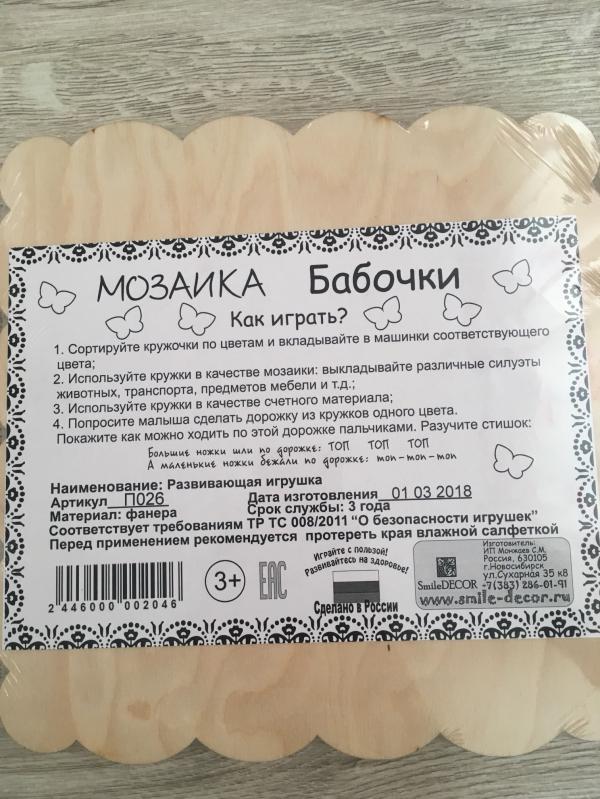 МОЗАИКА Бабочки
Как играть?
1. Сортируйте кружочки по цветам и вкладывайте в машинки соответствующего
цвета;
2. Используйте кружки в качестве мозаики: выкладывайте различные силуэты
животных, транспорта, предметов мебели и т.д.;
3. Используйте кружки в качестве счетного материала;
4. Попросите малыша сделать дорожку из кружков одного цвета.
Покажите как можно ходить по этой дорожке пальчиками. Разучите стишок:
Большие ножки шли по дорожке: ТОП ТОП ТОП
А маленькие ножки бежали по дорожке: топ-топ-топ
Наименование: Развивающая игрушка
Артикул П026 Дата изготовления 01 03 2018
Материал: фанера Срок службы: 3 года
Соответствует требованиям ТР ТС 008/2011 "О безопасности игрушек"
Перед применением рекомендуется протереть края влажной салфеткой
2 446000 002046
3+
ЕАС
Играйте с пользой!
Развивайтесь на здоровье!
Сделано в России
SmileDECOR
Изготовитель:
ИП Монжаев С.М.
Россия, 630105
г.Новосибирск
ул.Сухарная 35 к8
+7(383) 286-01-91
www.smile-decor.ru